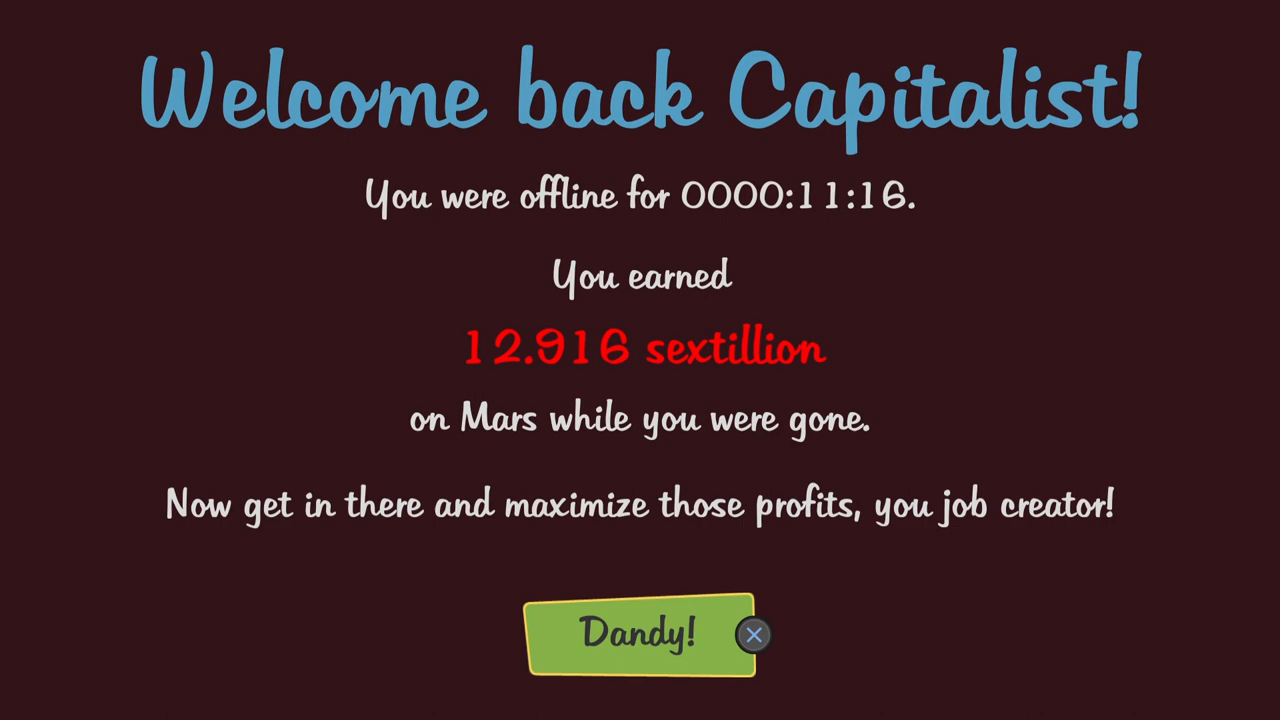 Welcome back Capitalist!
You were offline for 0000:11:16.
You earned
12.916 sextillion
on Mars while you were gone.
Now get in there and maximize those profits, you job creator!
Dandy!